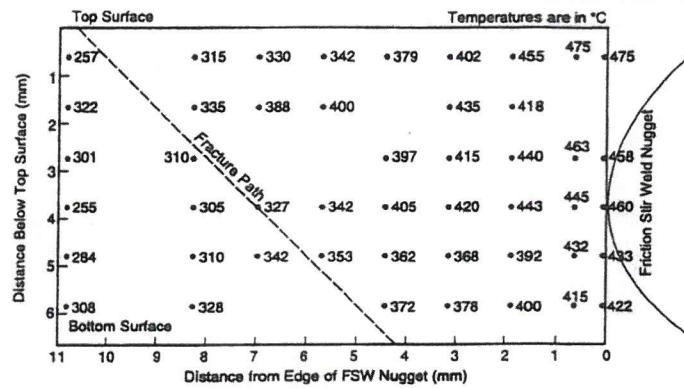 Top Surface Temperatures are in °C
257 315 330 342 379 402 455 475 475
322 335 388 400 435 418
301 310 397 415 440 463 458
255 305 327 342 405 420 443 445 460
284 310 342 353 362 368 392 432 433
308 328 372 378 400 415 422
Fracture Path
Bottom Surface
Friction Stir Weld Nugget
Distance Below Top Surface (mm)
1
2
3
4
5
6
11 10 9 8 7 6 5 4 3 2 1 0
Distance from Edge of FSW Nugget (mm)